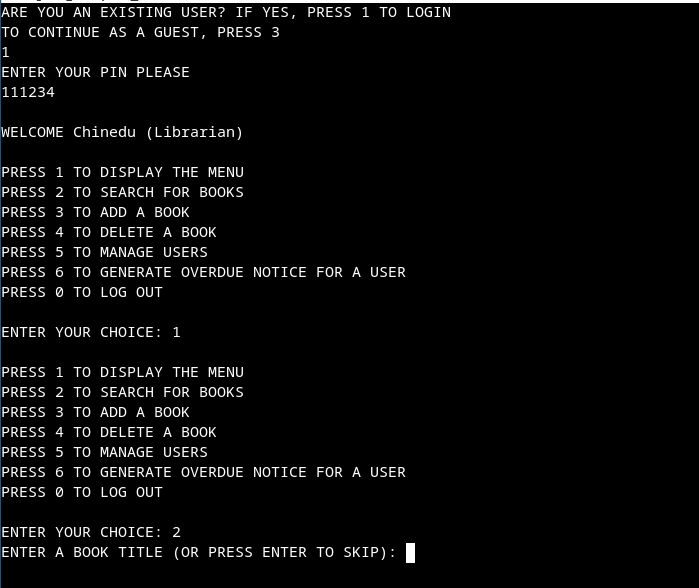 ARE YOU AN EXISTING USER? IF YES, PRESS 1 TO LOGIN
TO CONTINUE AS A GUEST, PRESS 3
1
ENTER YOUR PIN PLEASE
111234
WELCOME Chinedu (Librarian)
PRESS 1 TO DISPLAY THE MENU
PRESS 2 TO SEARCH FOR BOOKS
PRESS 3 TO ADD A BOOK
PRESS 4 TO DELETE A BOOK
PRESS 5 TO MANAGE USERS
PRESS 6 TO GENERATE OVERDUE NOTICE FOR A USER
PRESS 0 TO LOG OUT
ENTER YOUR CHOICE: 1
PRESS 1 TO DISPLAY THE MENU
PRESS 2 TO SEARCH FOR BOOKS
PRESS 3 TO ADD A BOOK
PRESS 4 TO DELETE A BOOK
PRESS 5 TO MANAGE USERS
PRESS 6 TO GENERATE OVERDUE NOTICE FOR A USER
PRESS 0 TO LOG OUT
ENTER YOUR CHOICE: 2
ENTER A BOOK TITLE (OR PRESS ENTER TO SKIP):